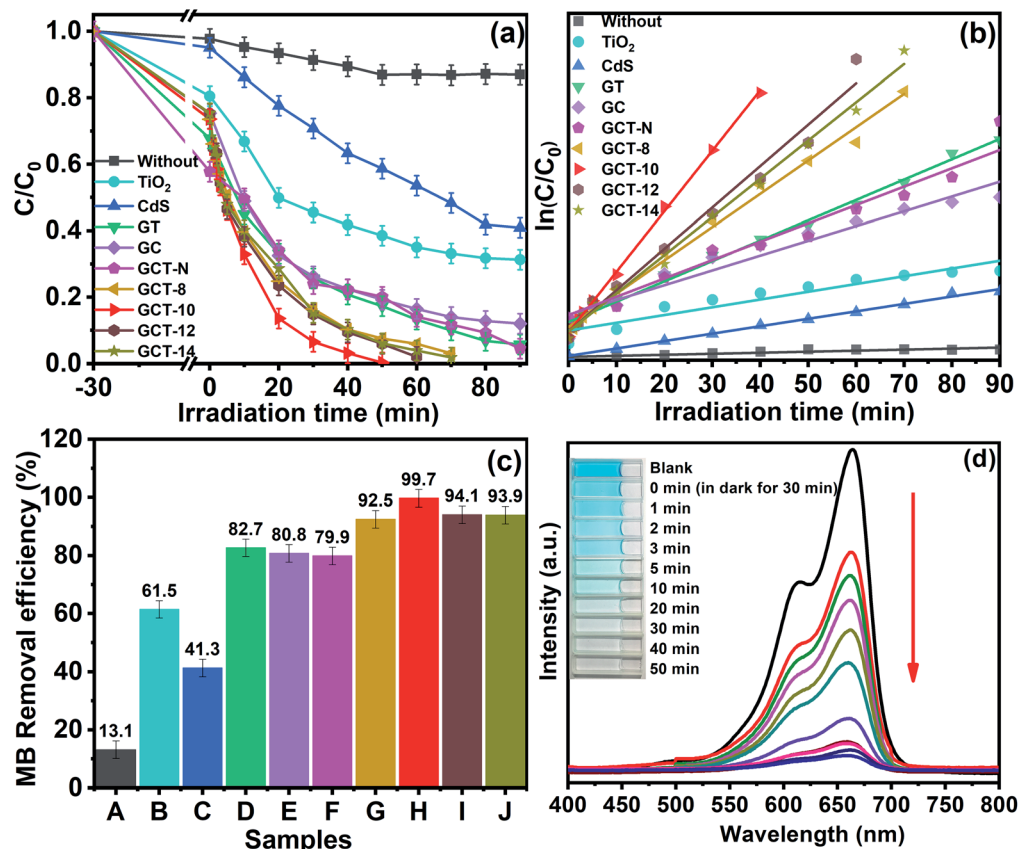 (a)
1.0
0.8
0.6
0.4
0.2
0.0
C/C0
Without
TiO2
CdS
GT
GC
GCT-N
GCT-8
GCT-10
GCT-12
GCT-14
-30 0 20 40 60 80
Irradiation time (min)
(b)
ln(C/C0)
Without
TiO2
CdS
GT
GC
GCT-N
GCT-8
GCT-10
GCT-12
GCT-14
0 10 20 30 40 50 60 70 80 90
Irradiation time (min)
(c)
MB Removal efficiency (%)
120
100
80
60
40
20
0
13.1
61.5
41.3
82.7
80.8
79.9
92.5
99.7
94.1
93.9
A B C D E F G H I J
Samples
(d)
Intensity (a.u.)
Blank
0 min (in dark for 30 min)
1 min
2 min
3 min
5 min
10 min
20 min
30 min
40 min
50 min
400 450 500 550 600 650 700 750 800
Wavelength (nm)